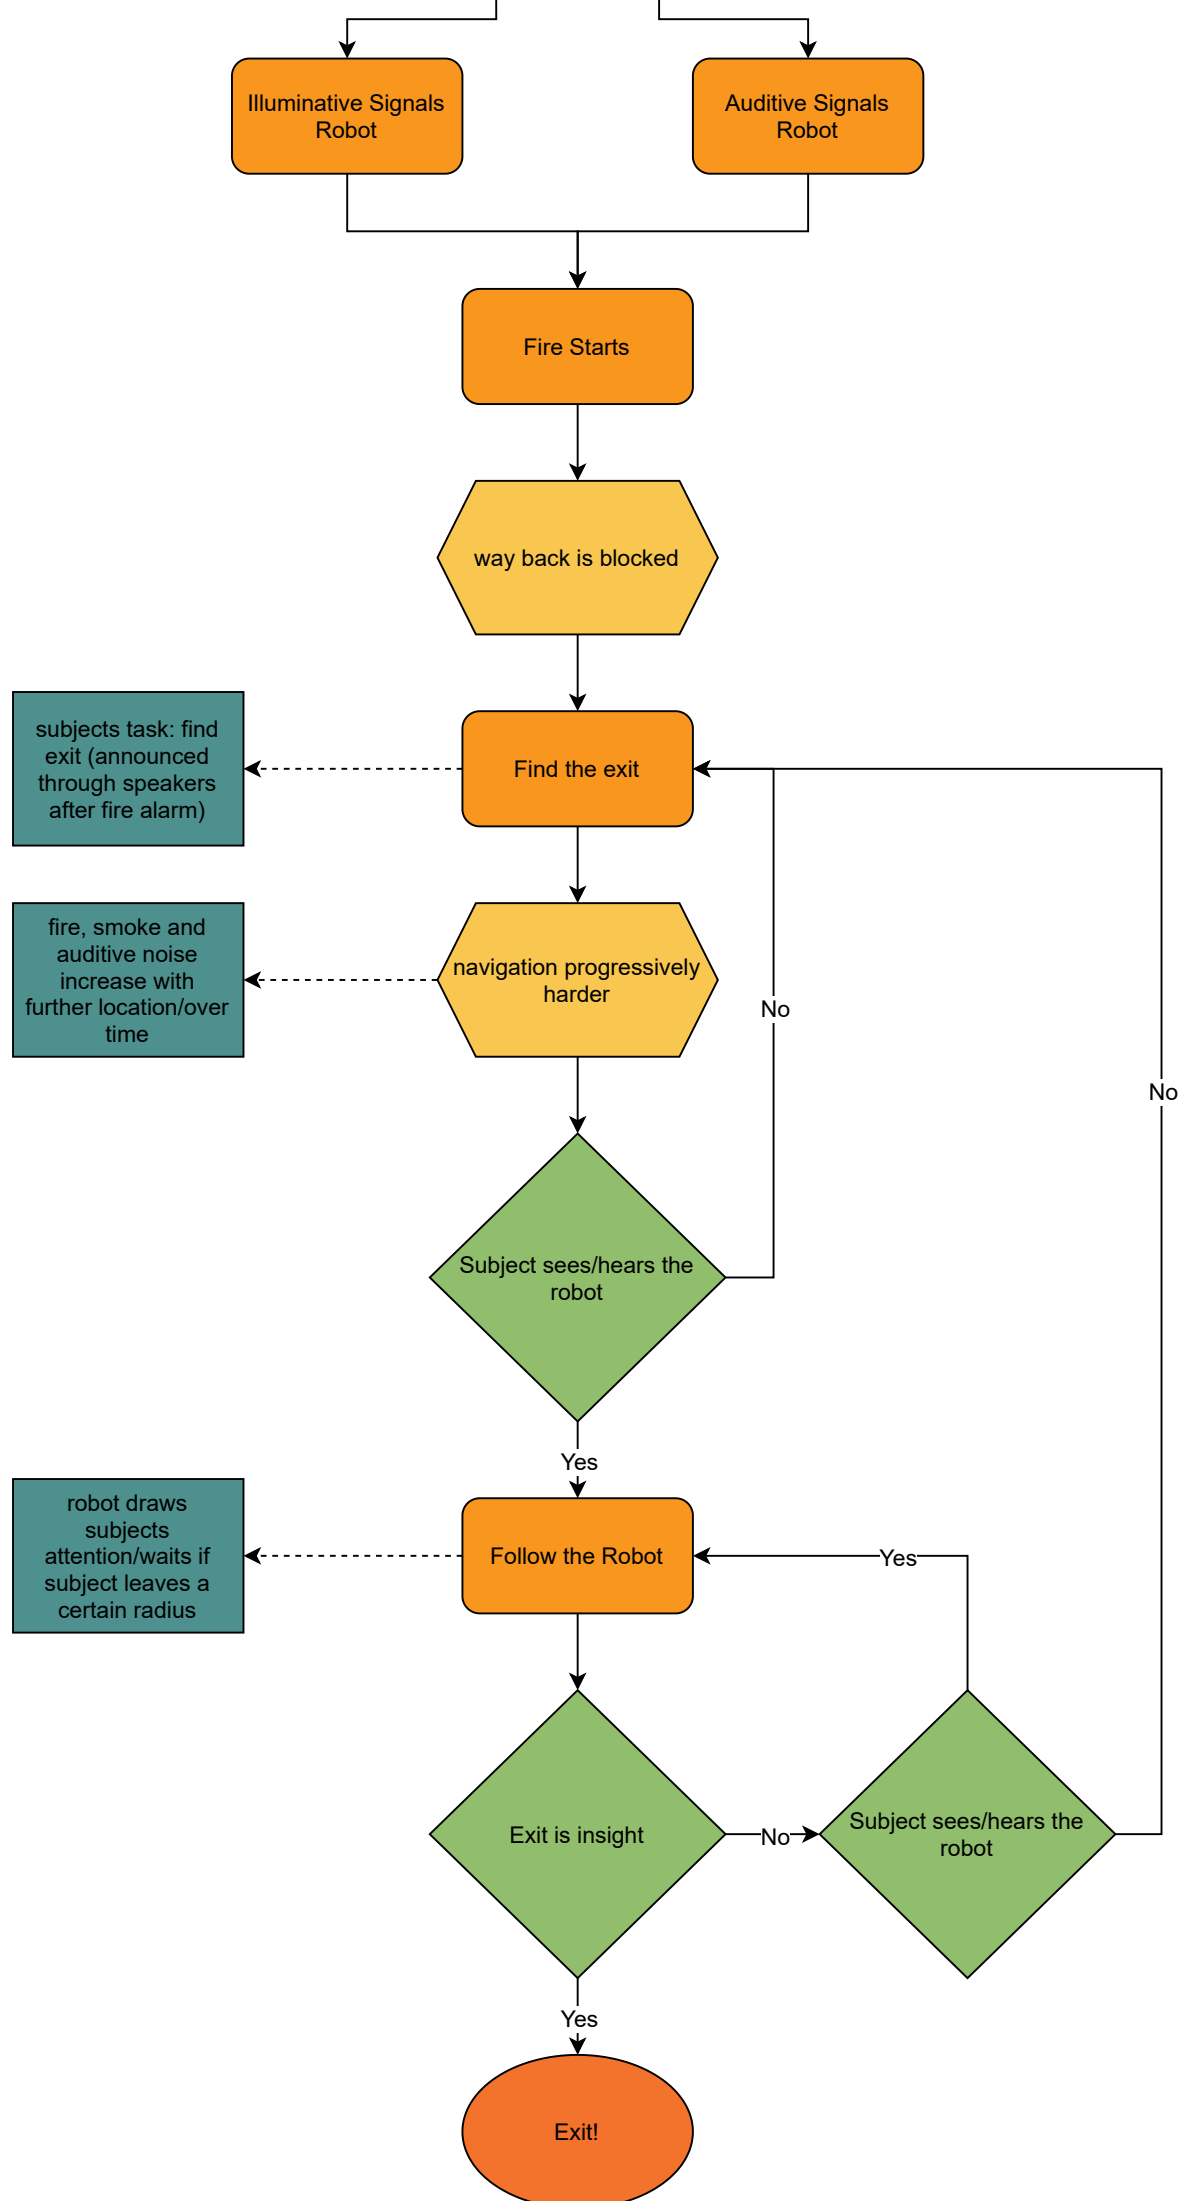 Illuminative Signals
Robot
Auditive Signals
Robot
Fire Starts
way back is blocked
subjects task: find
exit (announced
through speakers
after fire alarm)
Find the exit
fire, smoke and
auditive noise
increase with
further location/over
time
navigation progressively
harder
No
No
Subject sees/hears the
robot
Yes
robot draws
subjects
attention/waits if
subject leaves a
certain radius
Follow the Robot
Yes
Exit is insight
No
Subject sees/hears the
robot
Yes
Exit!